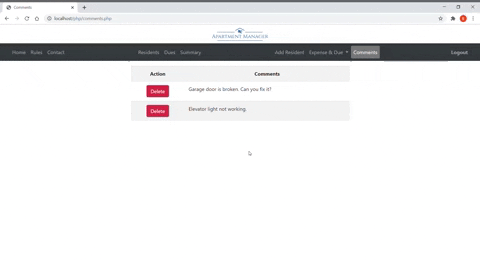 Comments
localhost/php/comments.php
APARTMENT MANAGER
Home Rules Contact Residents Dues Summary Add Resident Expense & Due Comments Logout
Action Comments
Delete Garage door is broken. Can you fix it?
Delete Elevator light not working.